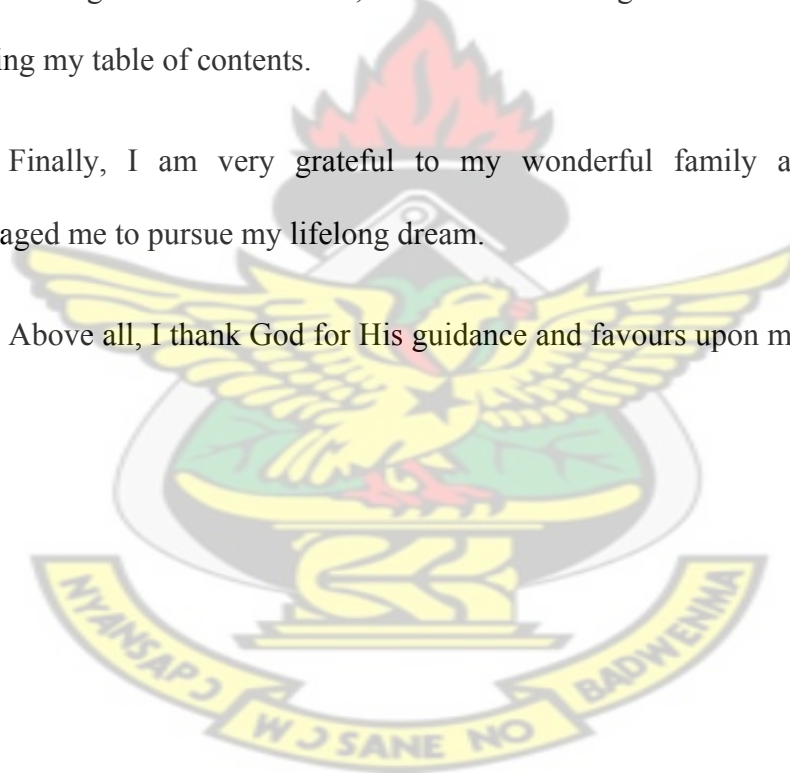 ing my table of contents.
Finally, I am very grateful to my wonderful family a
aged me to pursue my lifelong dream.
Above all, I thank God for His guidance and favours upon m
NYANSAPƆ WƆSANE NO BADWENMA